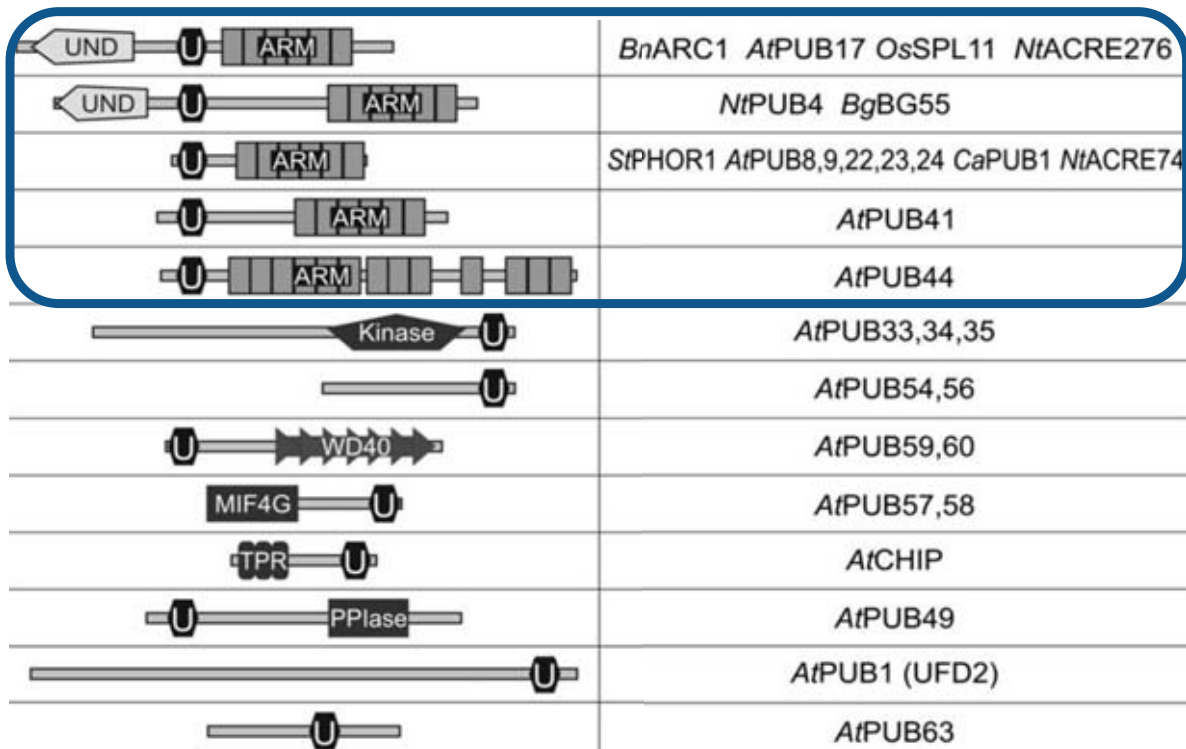 UND U ARM BnARC1 AtPUB17 OsSPL11 NtACRE276
UND U ARM NtPUB4 BgBG55
U ARM StPHOR1 AtPUB8,9,22,23,24 CaPUB1 NtACRE74
U ARM AtPUB41
U ARM AtPUB44
Kinase U AtPUB33,34,35
U AtPUB54,56
U WD40 AtPUB59,60
MIF4G U AtPUB57,58
TPR U AtCHIP
U PPIase AtPUB49
U AtPUB1 (UFD2)
U AtPUB63